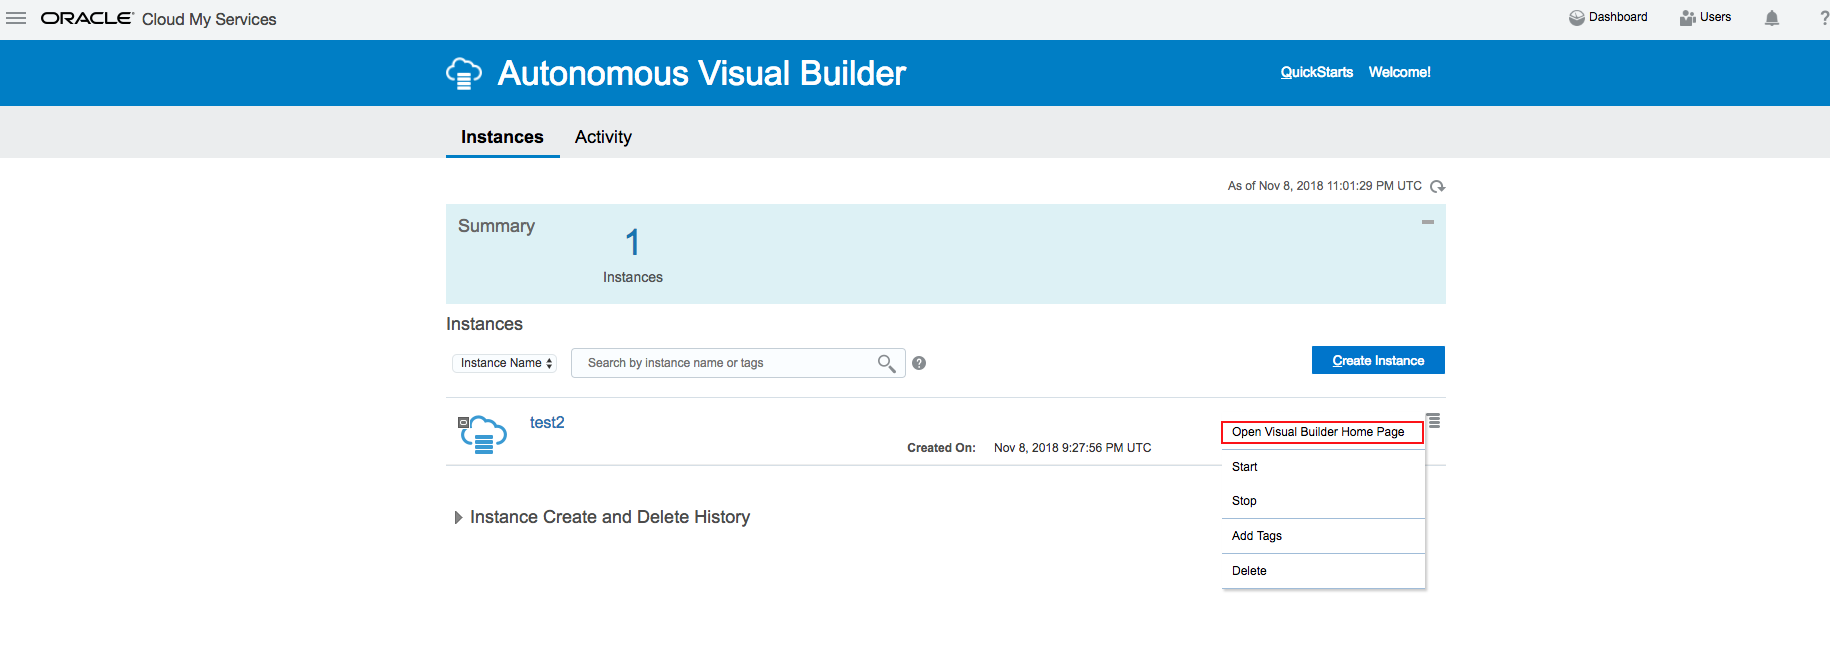 ORACLE Cloud My Services
Dashboard Users ?
Autonomous Visual Builder
QuickStarts Welcome!
Instances Activity
As of Nov 8, 2018 11:01:29 PM UTC
Summary
1
Instances
Instances
Instance Name
Search by instance name or tags
?
Create Instance
test2
Created On: Nov 8, 2018 9:27:56 PM UTC
Open Visual Builder Home Page
Start
Stop
Add Tags
Delete
Instance Create and Delete History